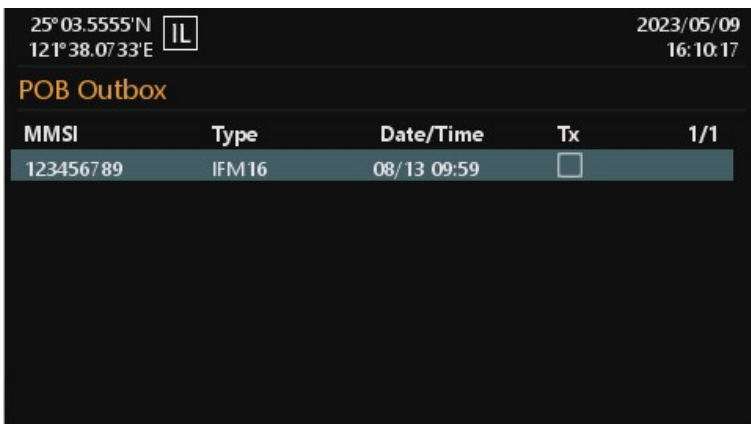 25°03.5555'N IL 2023/05/09
121°38.0733'E 16:10:17
POB Outbox
MMSI Type Date/Time Tx 1/1
123456789 IFM16 08/13 09:59